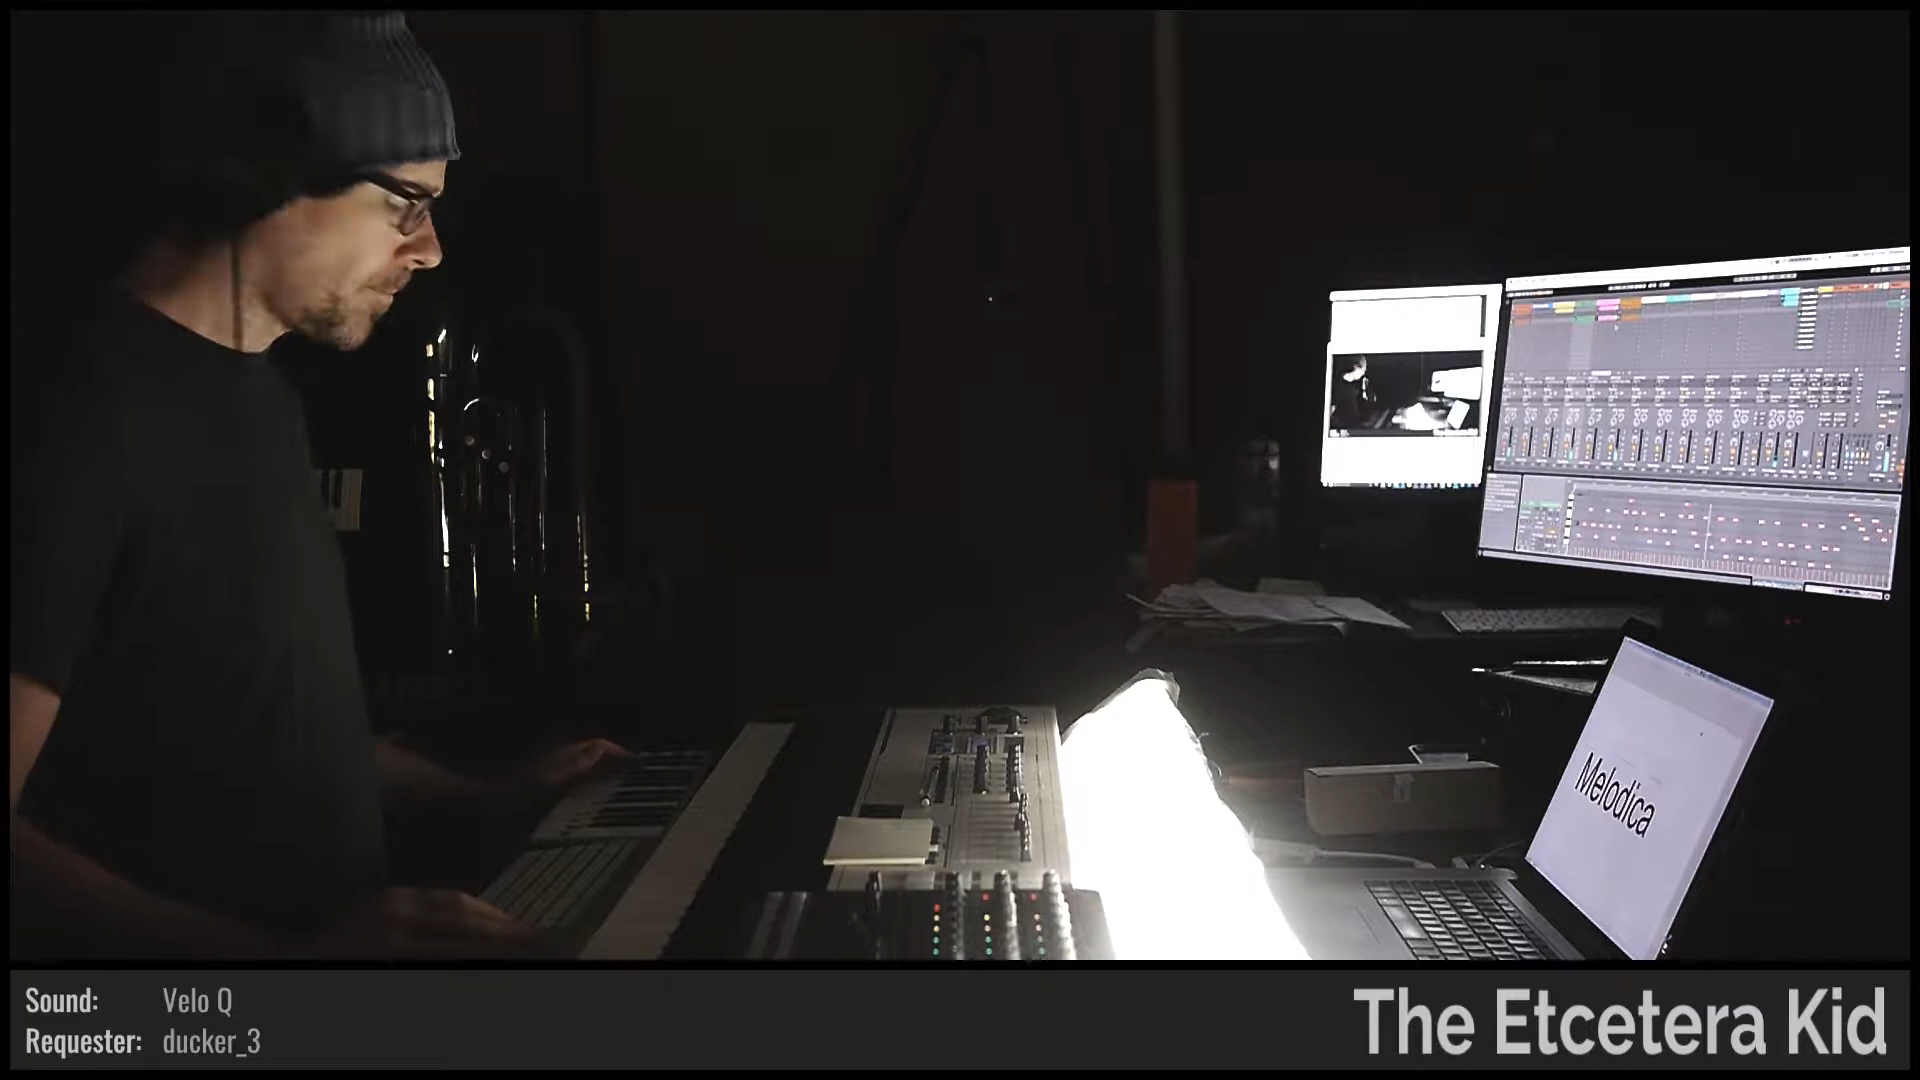 Melodica
Sound: Velo Q
Requester: ducker_3
The Etcetera Kid